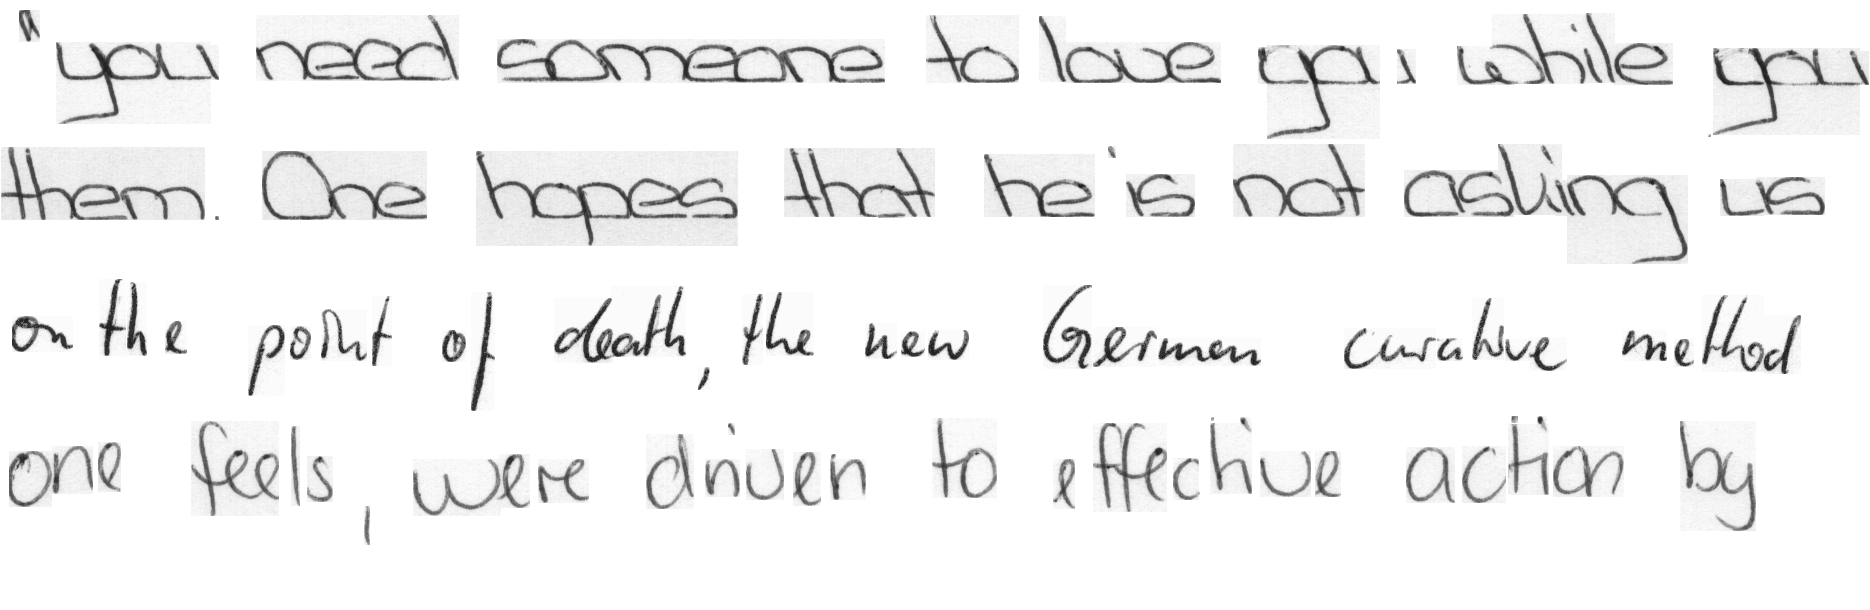 "you need someone to love you while you
them. One hopes that he is not asking us
on the point of death, the new German curative method
one feels, were driven to effective action by